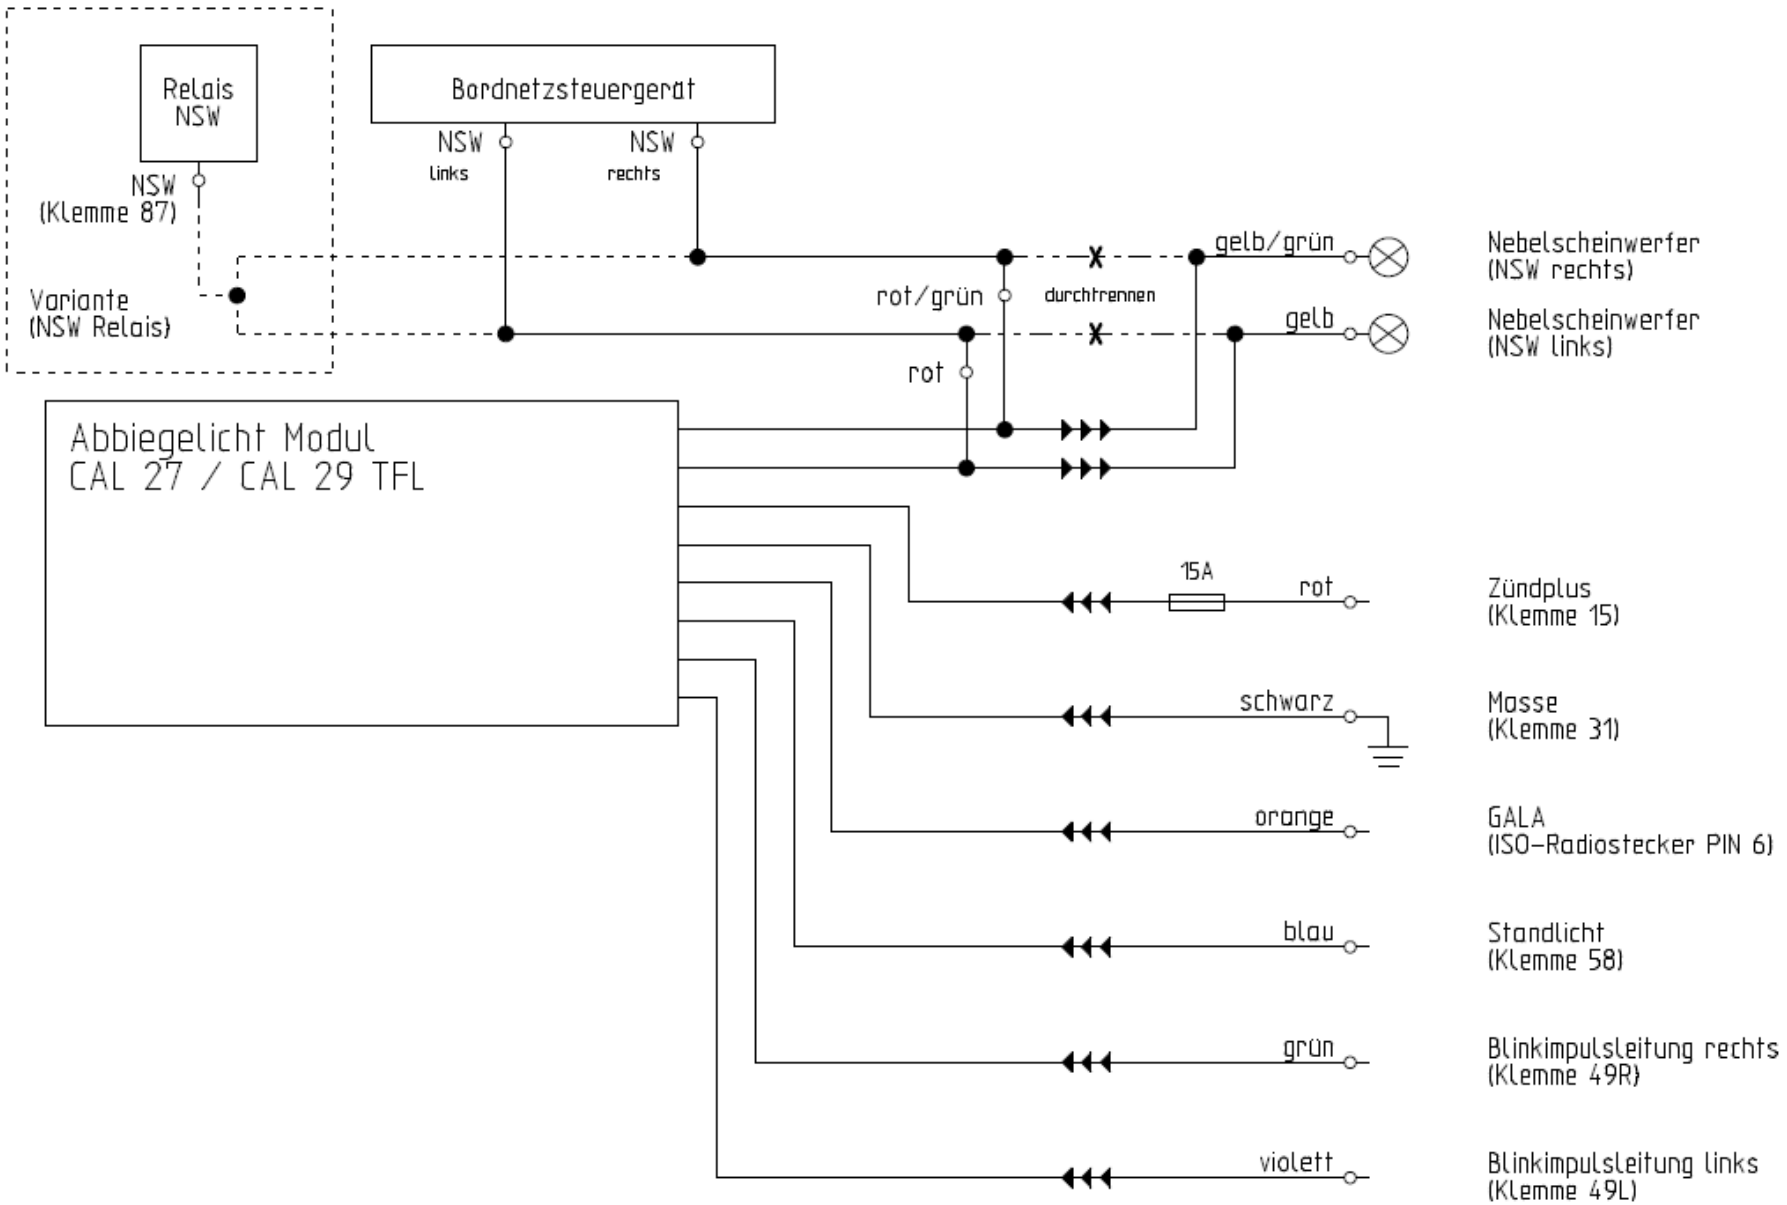 Relais
NSW
Bordnetzsteuergerät
NSW
links
NSW
rechts
NSW
(Klemme 87)
Variante
(NSW Relais)
gelb/grün
Nebelscheinwerfer
(NSW rechts)
rot/grün
durchtrennen
gelb
Nebelscheinwerfer
(NSW links)
rot
Abbiegelicht Modul
CAL 27 / CAL 29 TFL
15A
rot
Zündplus
(Klemme 15)
schwarz
Masse
(Klemme 31)
orange
GALA
(ISO-Radiostecker PIN 6)
blau
Standlicht
(Klemme 58)
grün
Blinkimpulsleitung rechts
(Klemme 49R)
violett
Blinkimpulsleitung links
(Klemme 49L)